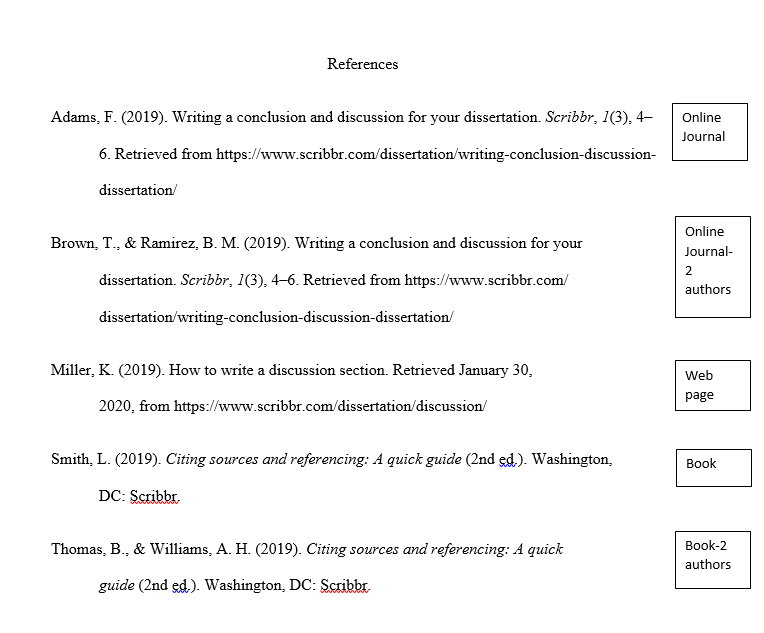 References
Adams, F. (2019). Writing a conclusion and discussion for your dissertation. Scribbr, 1(3), 4–
6. Retrieved from https://www.scribbr.com/dissertation/writing-conclusion-discussion-
dissertation/
Online
Journal
Brown, T., & Ramirez, B. M. (2019). Writing a conclusion and discussion for your
dissertation. Scribbr, 1(3), 4–6. Retrieved from https://www.scribbr.com/
dissertation/writing-conclusion-discussion-dissertation/
Online
Journal-
2
authors
Miller, K. (2019). How to write a discussion section. Retrieved January 30,
2020, from https://www.scribbr.com/dissertation/discussion/
Web
page
Smith, L. (2019). Citing sources and referencing: A quick guide (2nd ed.). Washington,
DC: Scribbr.
Book
Thomas, B., & Williams, A. H. (2019). Citing sources and referencing: A quick
guide (2nd ed.). Washington, DC: Scribbr.
Book-2
authors